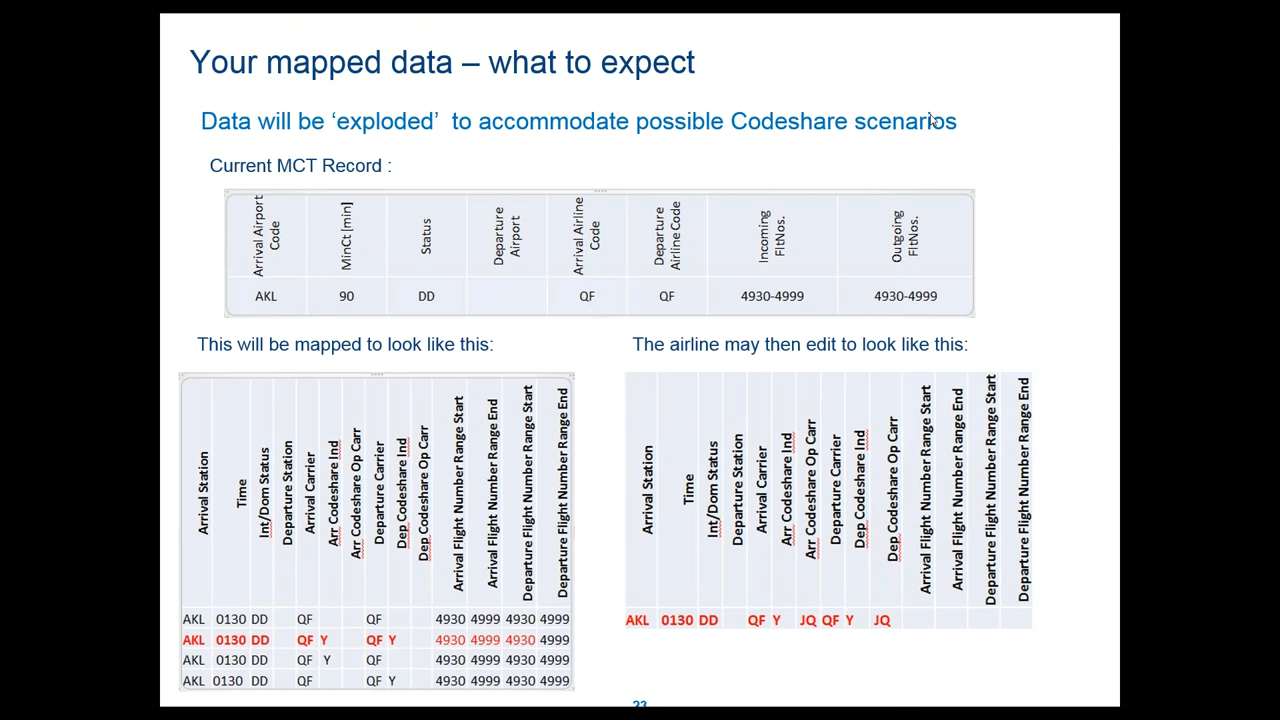 Your mapped data – what to expect
Data will be ‘exploded’ to accommodate possible Codeshare scenarios
Current MCT Record :
Arrival Airport Code
MinCt [min]
Status
Departure Airport
Arrival Airline Code
Departure Airline Code
Incoming FltNos.
Outgoing FltNos.
AKL 90 DD QF QF 4930-4999 4930-4999
This will be mapped to look like this:
Arrival Station
Time
Int/Dom Status
Departure Station
Arrival Carrier
Arr Codeshare Ind
Arr Codeshare Op Carr
Departure Carrier
Dep Codeshare Ind
Dep Codeshare Op Carr
Arrival Flight Number Range Start
Arrival Flight Number Range End
Departure Flight Number Range Start
Departure Flight Number Range End
AKL 0130 DD QF QF 4930 4999 4930 4999
AKL 0130 DD QF Y QF Y 4930 4999 4930 4999
AKL 0130 DD QF Y QF 4930 4999 4930 4999
AKL 0130 DD QF QF Y 4930 4999 4930 4999
The airline may then edit to look like this:
Arrival Station
Time
Int/Dom Status
Departure Station
Arrival Carrier
Arr Codeshare Ind
Arr Codeshare Op Carr
Departure Carrier
Dep Codeshare Ind
Dep Codeshare Op Carr
Arrival Flight Number Range Start
Arrival Flight Number Range End
Departure Flight Number Range Start
Departure Flight Number Range End
AKL 0130 DD QF Y JQ QF Y JQ
23